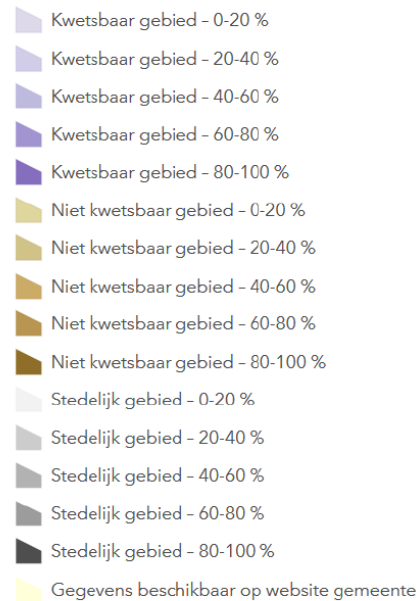 Kwetsbaar gebied – 0-20 %
Kwetsbaar gebied – 20-40 %
Kwetsbaar gebied – 40-60 %
Kwetsbaar gebied – 60-80 %
Kwetsbaar gebied – 80-100 %
Niet kwetsbaar gebied – 0-20 %
Niet kwetsbaar gebied – 20-40 %
Niet kwetsbaar gebied – 40-60 %
Niet kwetsbaar gebied – 60-80 %
Niet kwetsbaar gebied – 80-100 %
Stedelijk gebied – 0-20 %
Stedelijk gebied – 20-40 %
Stedelijk gebied – 40-60 %
Stedelijk gebied – 60-80 %
Stedelijk gebied – 80-100 %
Gegevens beschikbaar op website gemeente